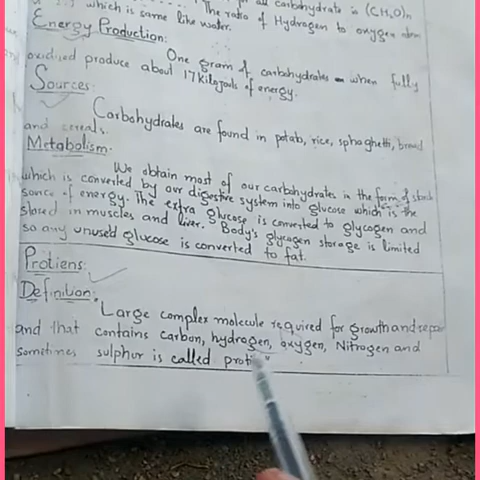 for all carbohydrate is (CH2O)n
which is same like water. The ratio of Hydrogen to oxygen atom
Energy Production:
One gram of carbohydrates when fully
oxidised produce about 17 kilojouls of energy.
Sources:
Carbohydrates are found in potato, rice, sphaghetti, bread
and cereals.
Metabolism:
We obtain most of our carbohydrates in the form of starch
which is converted by our digestive system into glucose which is the
source of energy. The extra glucose is converted to glycogen and
stored in muscles and liver. Body's glycogen storage is limited
so any unused glucose is converted to fat.
Protiens:
Definition:
"Large complex molecule required for growth and repair
and that contains carbon, hydrogen, oxygen, Nitrogen and
sometimes sulphur is called protien"